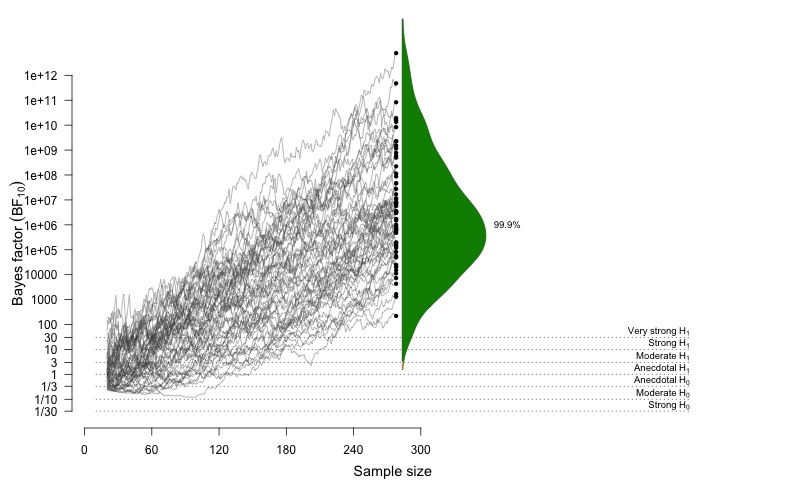 1e+12
1e+11
1e+10
1e+09
1e+08
1e+07
1e+06
1e+05
10000
1000
100
30
10
3
1
1/3
1/10
1/30
Bayes factor (BF₁₀)
99.9%
Very strong H₁
Strong H₁
Moderate H₁
Anecdotal H₁
Anecdotal H₀
Moderate H₀
Strong H₀
0 60 120 180 240 300
Sample size